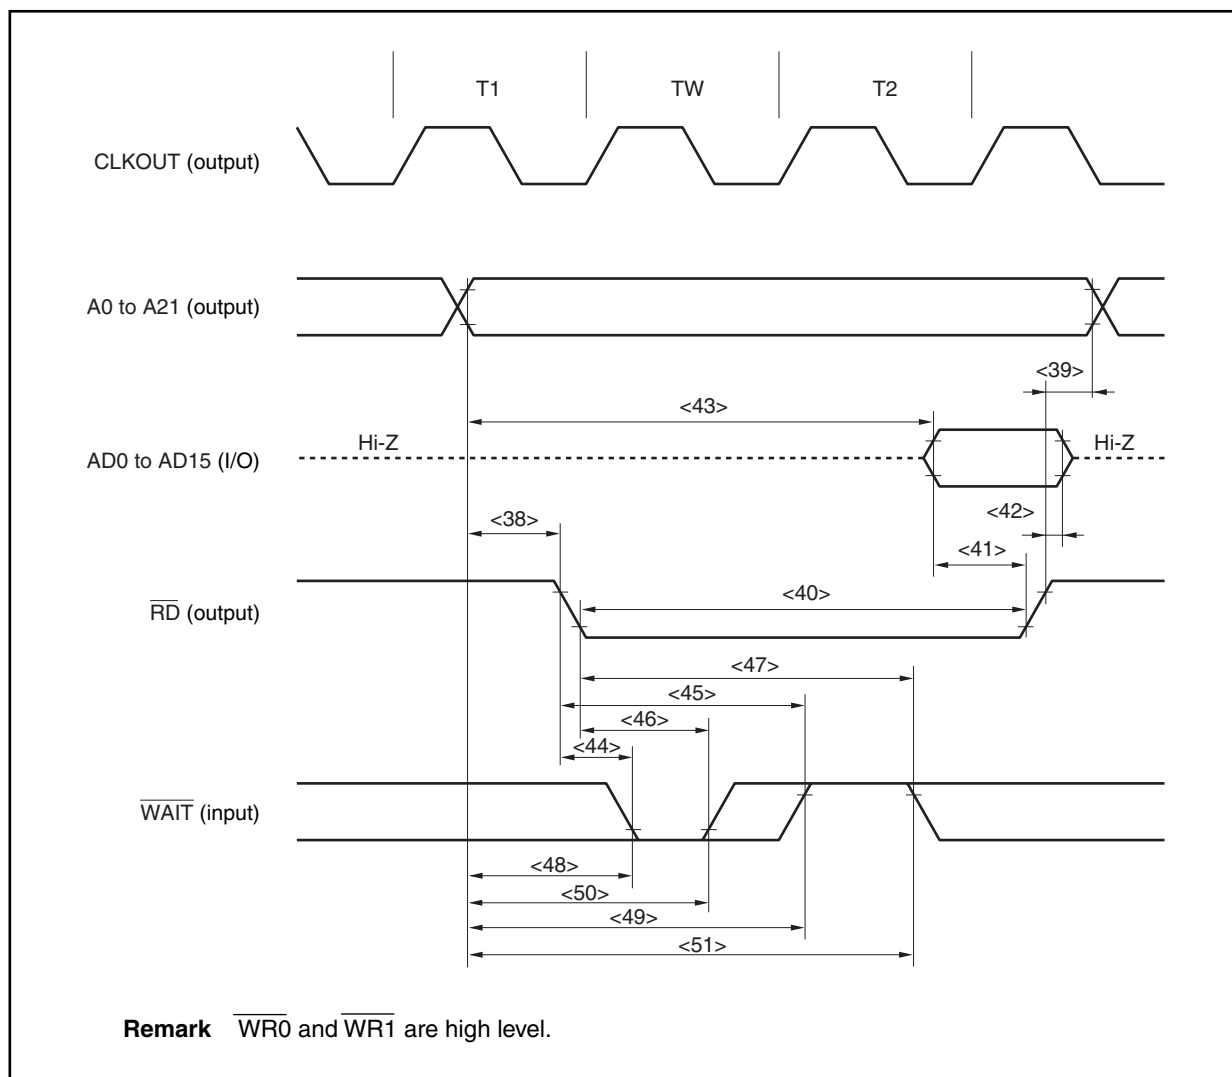 T1 TW T2
CLKOUT (output)
A0 to A21 (output)
<39>
<43>
Hi-Z Hi-Z
AD0 to AD15 (I/O)
<42>
<38>
<41>
<40>
RD (output)
<47>
<45>
<46>
<44>
WAIT (input)
<48>
<50>
<49>
<51>
Remark WR0 and WR1 are high level.